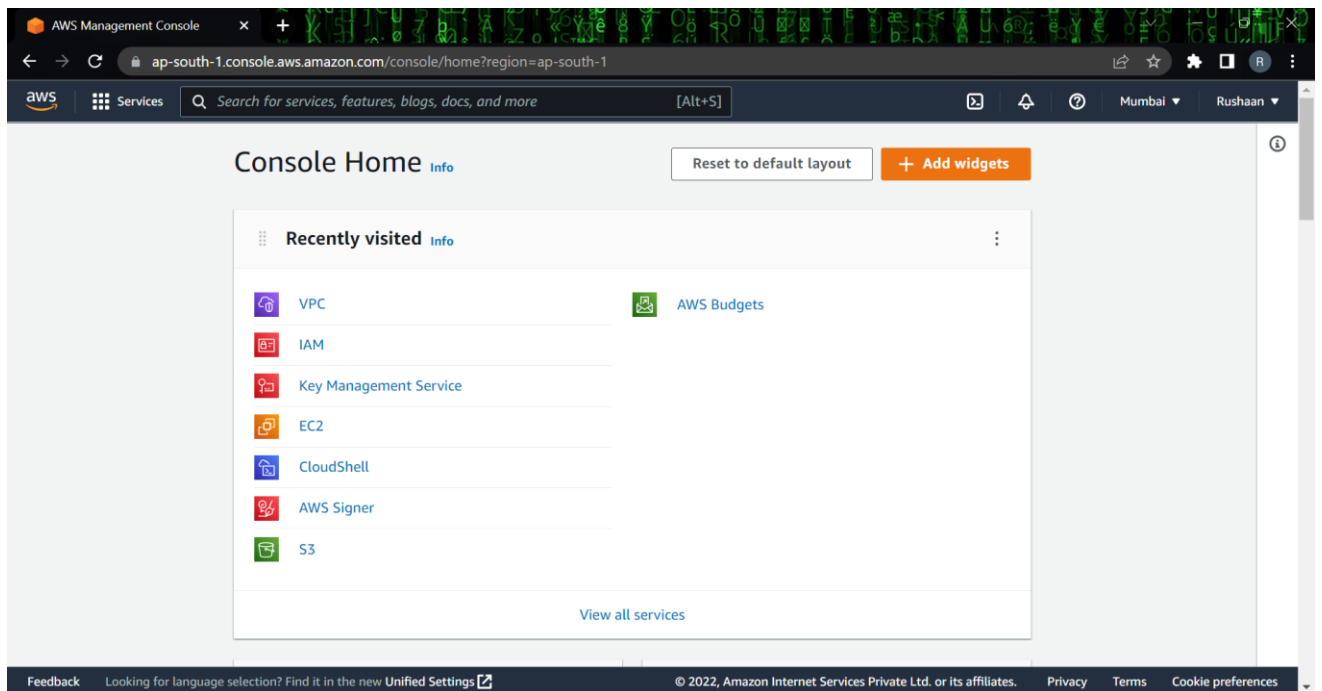 AWS Management Console
ap-south-1.console.aws.amazon.com/console/home?region=ap-south-1
R
aws
Services
Search for services, features, blogs, docs, and more [Alt+S]
Mumbai
Rushaan
Console Home Info
Reset to default layout
+ Add widgets
Recently visited Info
VPC
IAM
Key Management Service
EC2
CloudShell
AWS Signer
S3
AWS Budgets
View all services
Feedback
Looking for language selection? Find it in the new Unified Settings
© 2022, Amazon Internet Services Private Ltd. or its affiliates.
Privacy
Terms
Cookie preferences